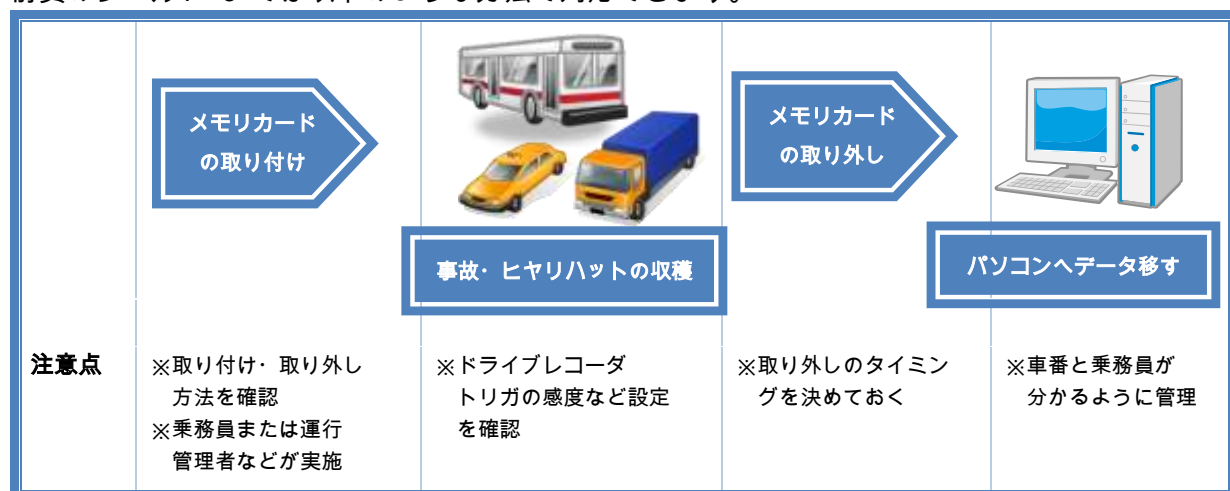 メモリカード
の取り付け
メモリカード
の取り外し
事故・ヒヤリハットの収穫
パソコンへデータ移す
注意点
※取り付け・取り外し
方法を確認
※乗務員または運行
管理者などが実施
※ドライブレコーダ
トリガの感度など設定
を確認
※取り外しのタイミン
グを決めておく
※車番と乗務員が
分かるように管理